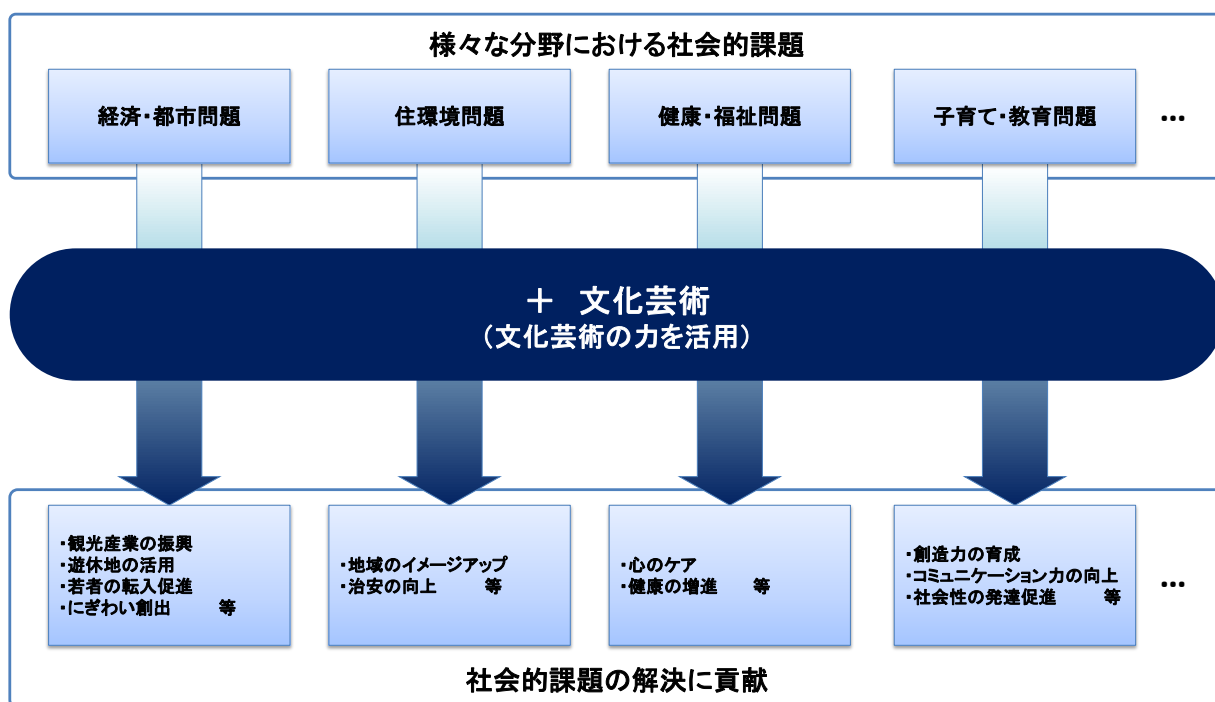 様々な分野における社会的課題
経済・都市問題
住環境問題
健康・福祉問題
子育て・教育問題
…
＋ 文化芸術
（文化芸術の力を活用）
・観光産業の振興
・遊休地の活用
・若者の転入促進
・にぎわい創出 等
・地域のイメージアップ
・治安の向上 等
・心のケア
・健康の増進 等
・創造力の育成
・コミュニケーション力の向上
・社会性の発達促進 等
…
社会的課題の解決に貢献